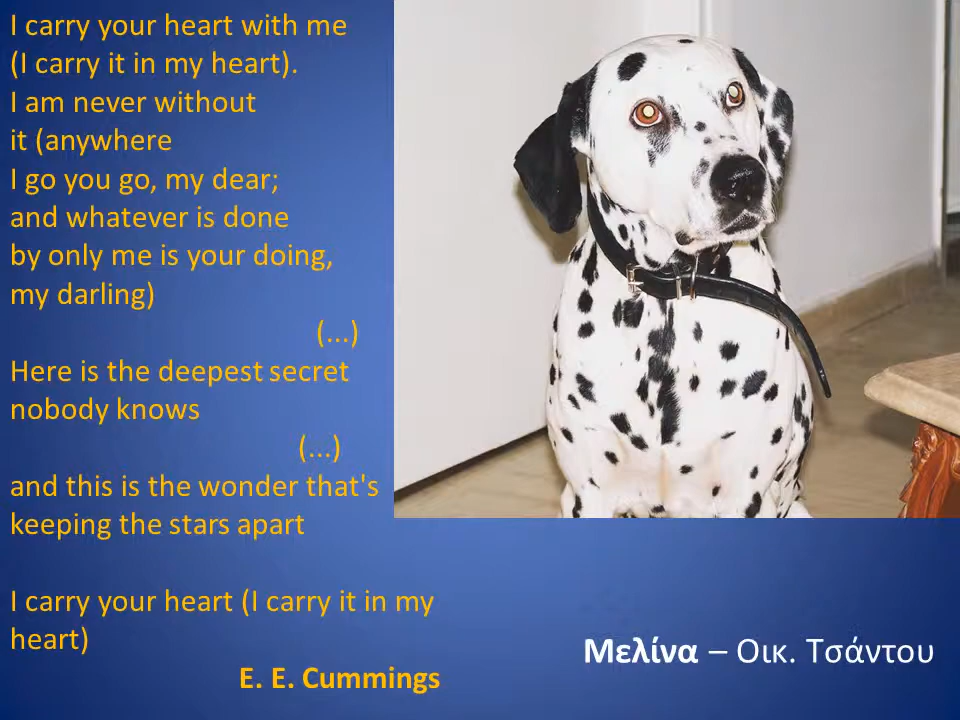 I carry your heart with me
(I carry it in my heart).
I am never without
it (anywhere
I go you go, my dear;
and whatever is done
by only me is your doing,
my darling)
(...)
Here is the deepest secret
nobody knows
(...)
and this is the wonder that's
keeping the stars apart
I carry your heart (I carry it in my
heart)
E. E. Cummings
Μελίνα – Οικ. Τσάντου